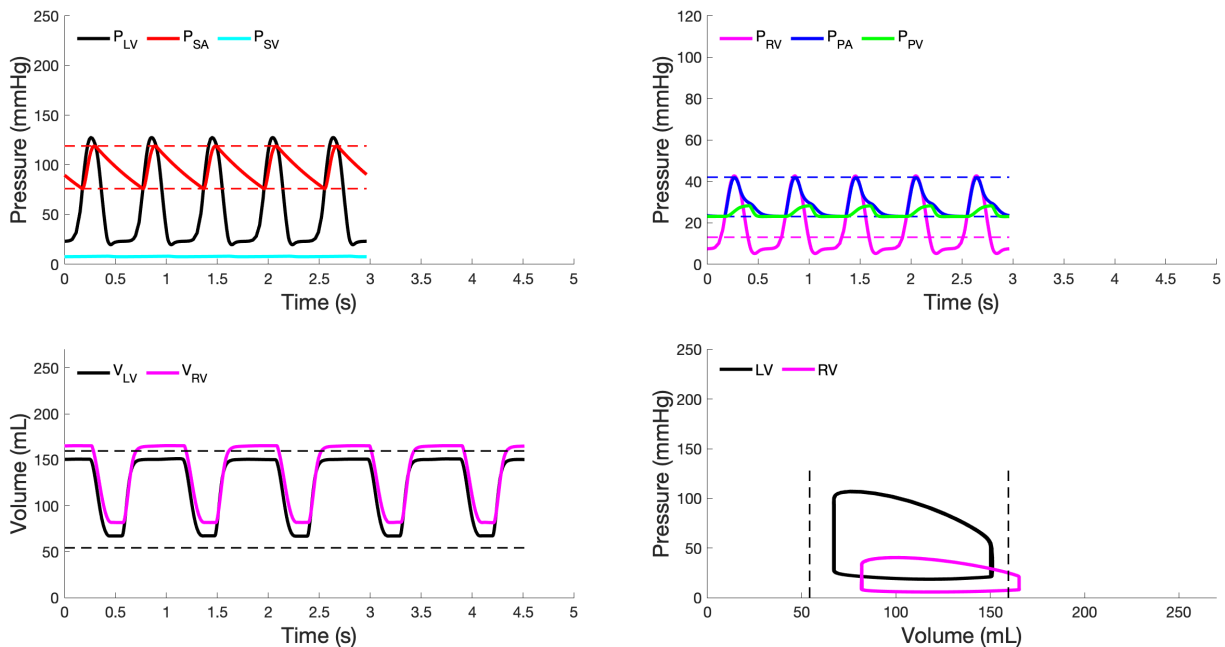 Pressure (mmHg)
250
200
150
100
50
0
P_LV P_SA P_SV
0 0.5 1 1.5 2 2.5 3 3.5 4 4.5 5
Time (s)
Pressure (mmHg)
120
100
80
60
40
20
0
P_RV P_PA P_PV
0 0.5 1 1.5 2 2.5 3 3.5 4 4.5 5
Time (s)
Volume (mL)
250
200
150
100
50
0
V_LV V_RV
0 0.5 1 1.5 2 2.5 3 3.5 4 4.5 5
Time (s)
Pressure (mmHg)
250
200
150
100
50
0
LV RV
0 50 100 150 200 250
Volume (mL)